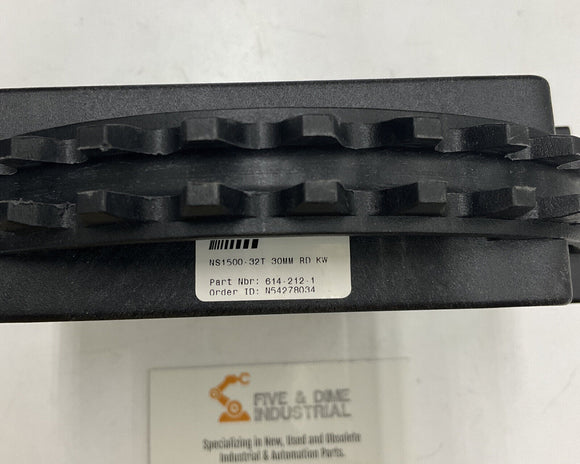 NS1500-32T 30MM RD KW
Part Nbr: 614-212-1
Order ID: N54278034
FIVE & DIME
INDUSTRIAL
Specializing in New, Used and Obsolete
Industrial & Automation Parts.